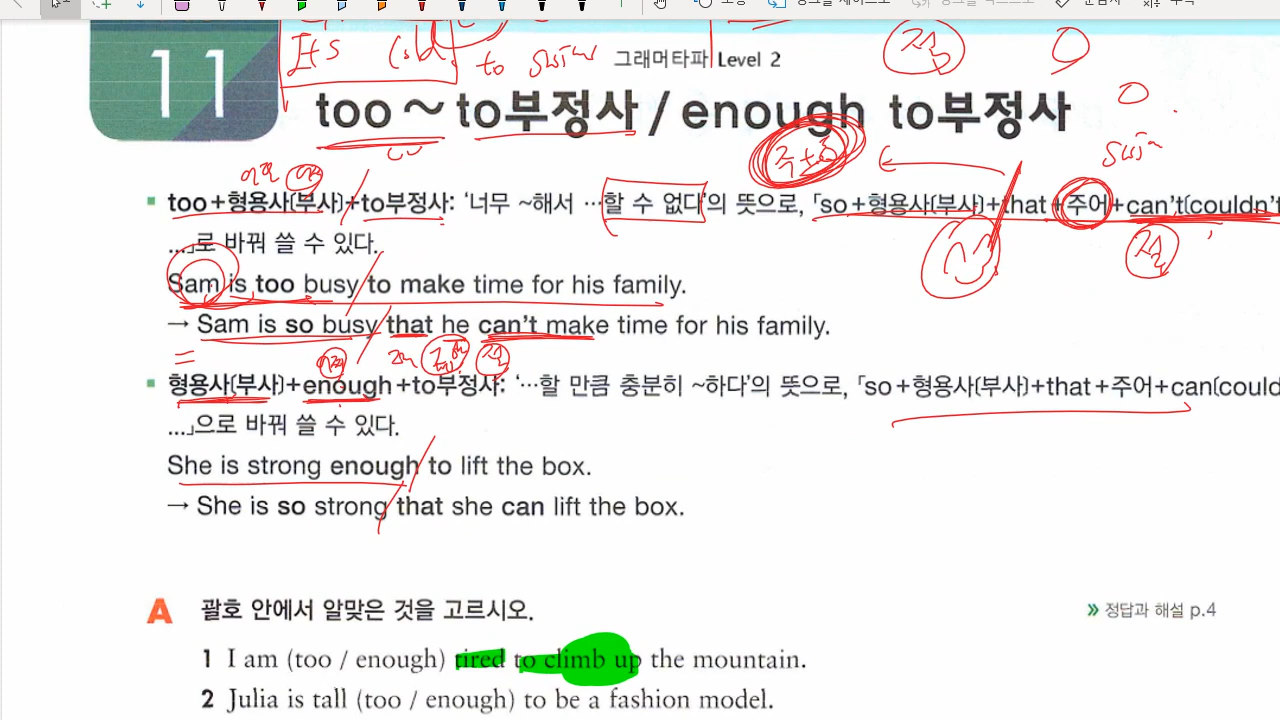 It's cold to swim
11
그래머타파 Level 2
too ~ to부정사 / enough to부정사
too+형용사(부사)+to부정사: '너무 ~해서 …할 수 없다'의 뜻으로, 「so+형용사(부사)+that+주어+can't(couldn't
…」로 바꿔 쓸 수 있다.
Sam is too busy to make time for his family.
→ Sam is so busy that he can't make time for his family.
형용사(부사)+enough+to부정사: '…할 만큼 충분히 ~하다'의 뜻으로, 「so+형용사(부사)+that+주어+can(could
…」으로 바꿔 쓸 수 있다.
She is strong enough to lift the box.
→ She is so strong that she can lift the box.
A 괄호 안에서 알맞은 것을 고르시오.
» 정답과 해설 p.4
1 I am (too / enough) tired to climb up the mountain.
2 Julia is tall (too / enough) to be a fashion model.